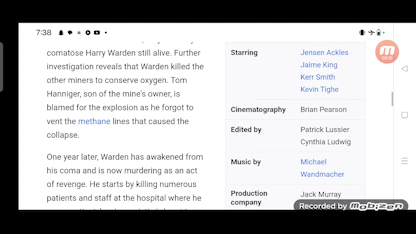 7:38
comatose Harry Warden still alive. Further
investigation reveals that Warden killed the
other miners to conserve oxygen. Tom
Hanniger, son of the mine's owner, is
blamed for the explosion as he forgot to
vent the methane lines that caused the
collapse.
One year later, Warden has awakened from
his coma and is now murdering as an act
of revenge. He starts by killing numerous
patients and staff at the hospital where he
Starring
Jensen Ackles
Jaime King
Kerr Smith
Kevin Tighe
Cinematography Brian Pearson
Edited by
Patrick Lussier
Cynthia Ludwig
Music by
Michael
Wandmacher
Production
company
Jack Murray
Recorded by
Mobizen